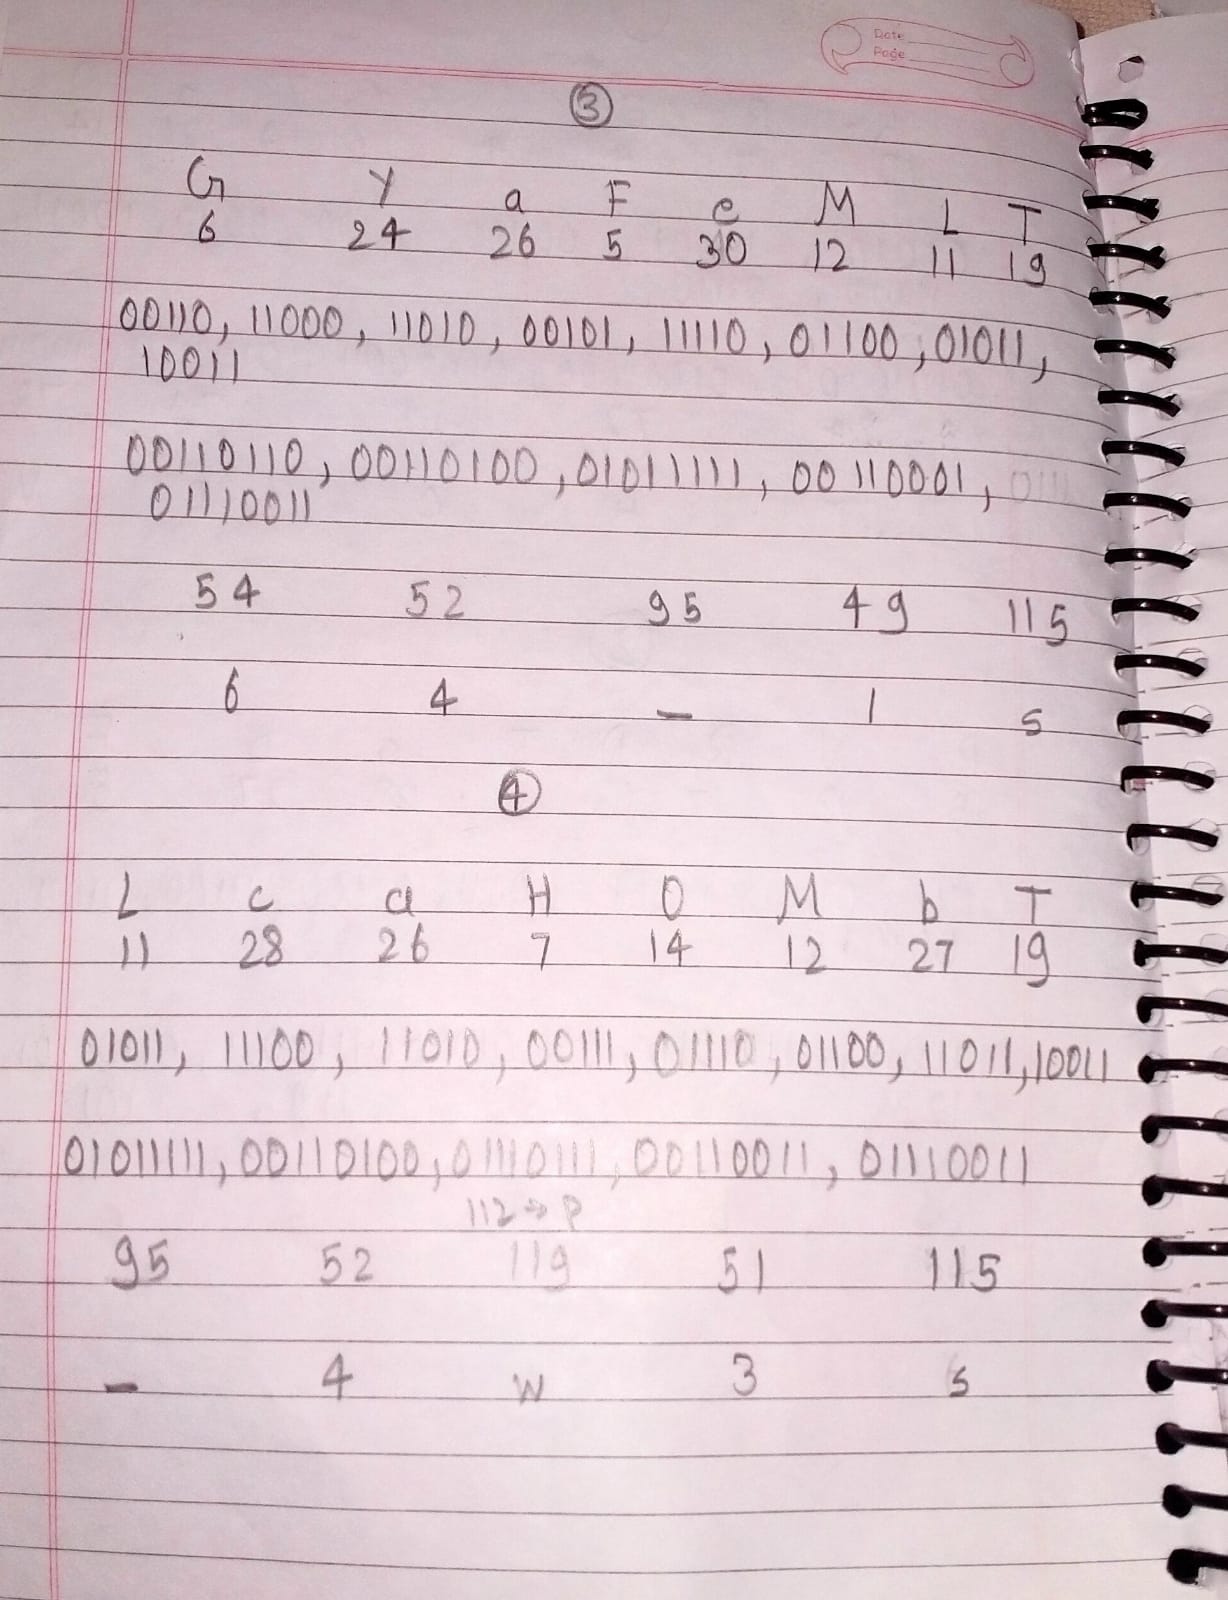 Date
Page
③
G Y a F e M L T
6 24 26 5 30 12 11 19
00110, 11000, 11010, 00101, 11110, 01100, 01011,
10011
00110110, 00110100, 01011111, 00110001,
01110011
54 52 95 49 115
6 4 _ 1 s
④
L c a H O M b T
11 28 26 7 14 12 27 19
01011, 11100, 11010, 00111, 01110, 01100, 11011, 10011
01011111, 00110100, 01110111, 00110011, 01110011
112 → P
95 52 119 51 115
_ 4 w 3 s